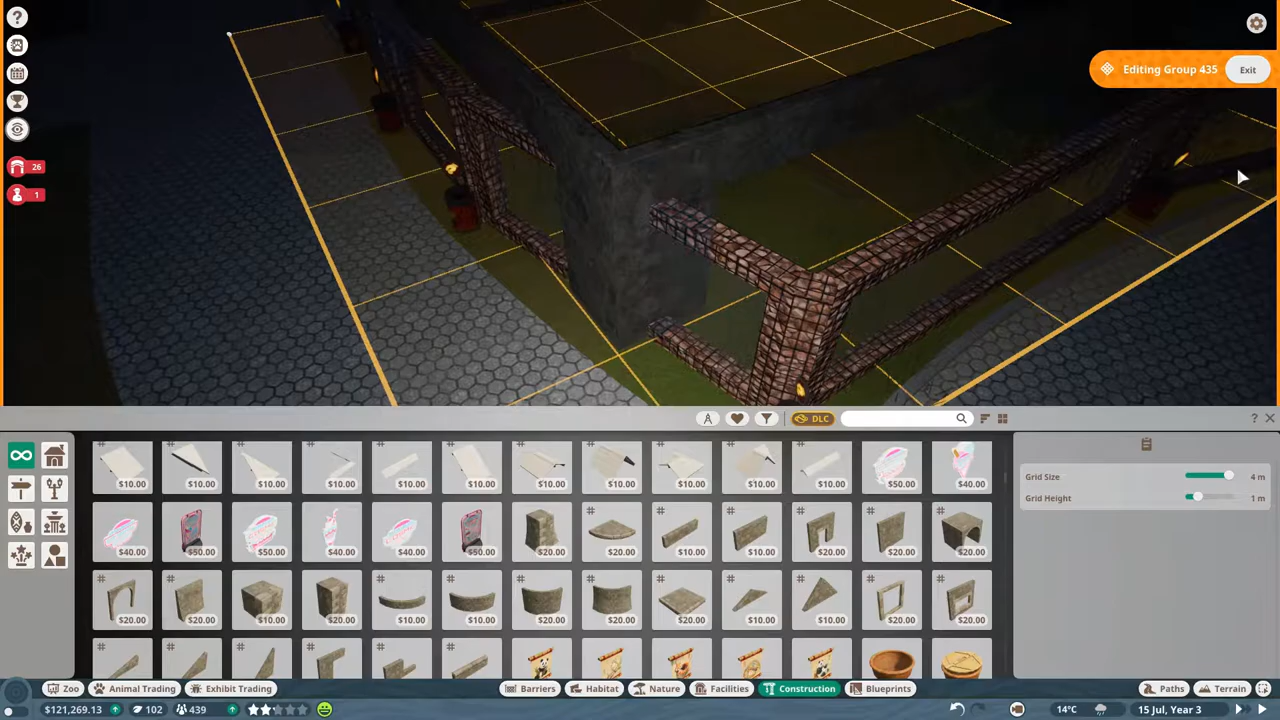 ?
Editing Group 435
Exit
26
1
DLC
?
$10.00 $10.00 $10.00 $10.00 $10.00 $10.00 $10.00 $10.00 $10.00 $10.00 $10.00 $50.00 $40.00
Grid Size 4 m
Grid Height 1 m
$40.00 $50.00 $50.00 $40.00 $40.00 $50.00 $20.00 $20.00 $10.00 $10.00 $20.00 $20.00 $20.00
$20.00 $20.00 $10.00 $20.00 $10.00 $10.00 $20.00 $20.00 $20.00 $10.00 $10.00 $20.00 $20.00
Zoo Animal Trading Exhibit Trading Barriers Habitat Nature Facilities Construction Blueprints Paths Terrain
$121,269.13 102 439 14°C 15 Jul, Year 3